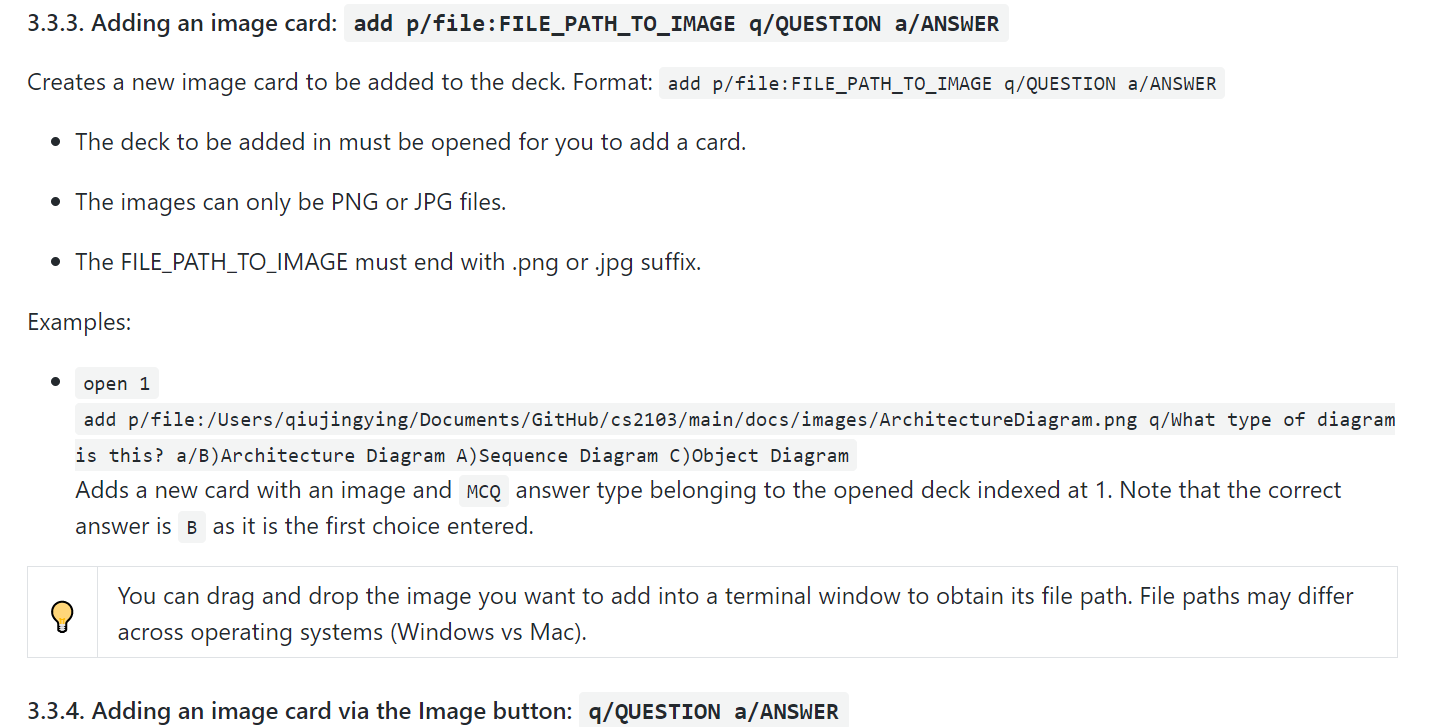 3.3.3. Adding an image card: add p/file:FILE_PATH_TO_IMAGE q/QUESTION a/ANSWER
Creates a new image card to be added to the deck. Format: add p/file:FILE_PATH_TO_IMAGE q/QUESTION a/ANSWER
• The deck to be added in must be opened for you to add a card.
• The images can only be PNG or JPG files.
• The FILE_PATH_TO_IMAGE must end with .png or .jpg suffix.
Examples:
• open 1
add p/file:/Users/qiujingying/Documents/GitHub/cs2103/main/docs/images/ArchitectureDiagram.png q/What type of diagram
is this? a/B)Architecture Diagram A)Sequence Diagram C)Object Diagram
Adds a new card with an image and MCQ answer type belonging to the opened deck indexed at 1. Note that the correct
answer is B as it is the first choice entered.
You can drag and drop the image you want to add into a terminal window to obtain its file path. File paths may differ
across operating systems (Windows vs Mac).
3.3.4. Adding an image card via the Image button: q/QUESTION a/ANSWER